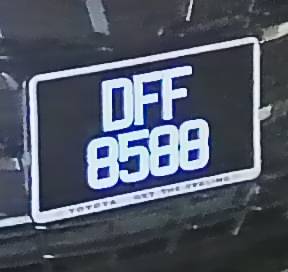 DFF
8588
TOYOTA GET THE FEELING